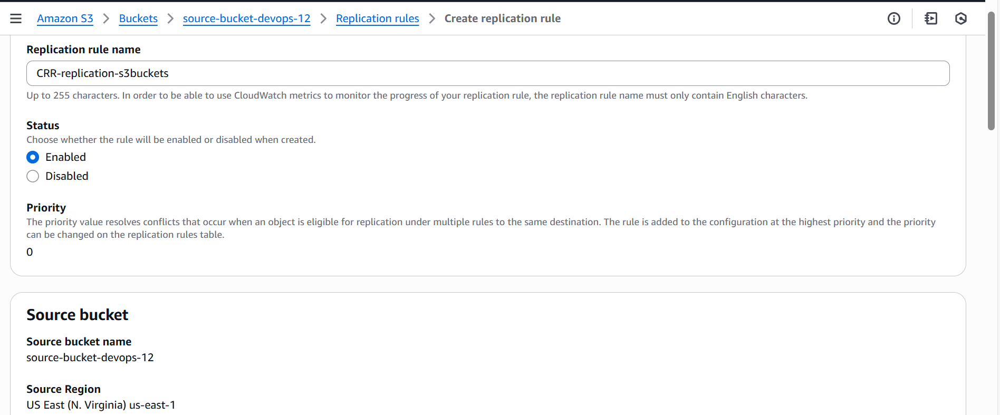 Amazon S3 > Buckets > source-bucket-devops-12 > Replication rules > Create replication rule
Replication rule name
CRR-replication-s3buckets
Up to 255 characters. In order to be able to use CloudWatch metrics to monitor the progress of your replication rule, the replication rule name must only contain English characters.
Status
Choose whether the rule will be enabled or disabled when created.
Enabled
Disabled
Priority
The priority value resolves conflicts that occur when an object is eligible for replication under multiple rules to the same destination. The rule is added to the configuration at the highest priority and the priority
can be changed on the replication rules table.
0
Source bucket
Source bucket name
source-bucket-devops-12
Source Region
US East (N. Virginia) us-east-1